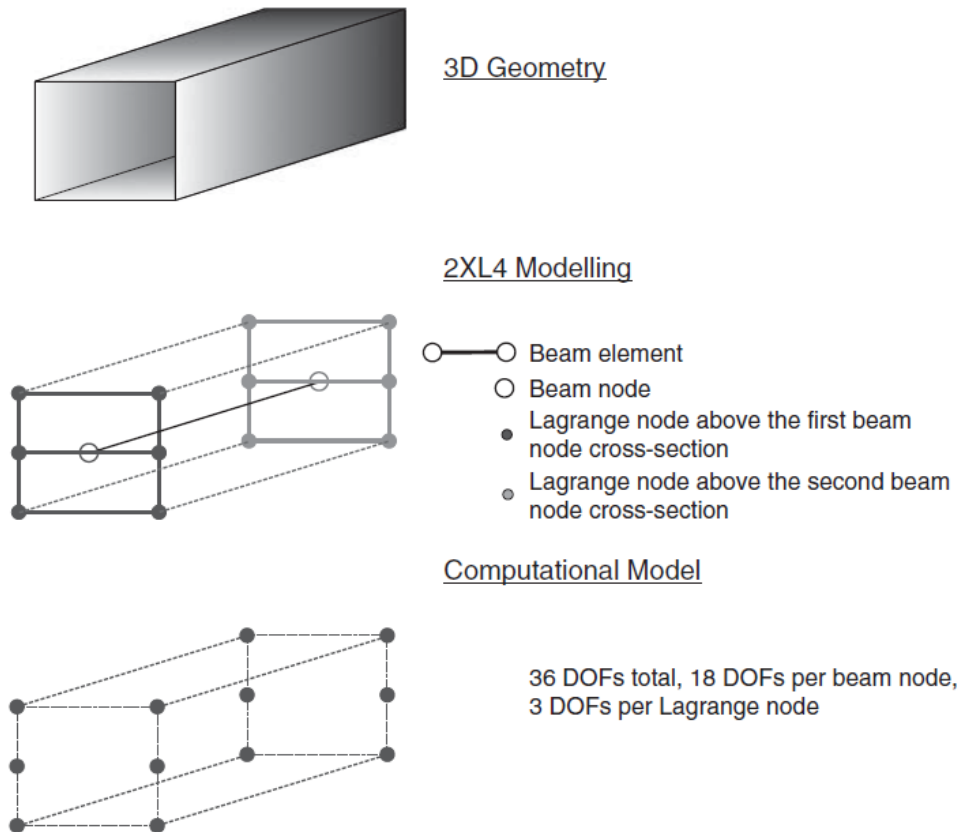 3D Geometry
2XL4 Modelling
Beam element
Beam node
Lagrange node above the first beam
node cross-section
Lagrange node above the second beam
node cross-section
Computational Model
36 DOFs total, 18 DOFs per beam node,
3 DOFs per Lagrange node